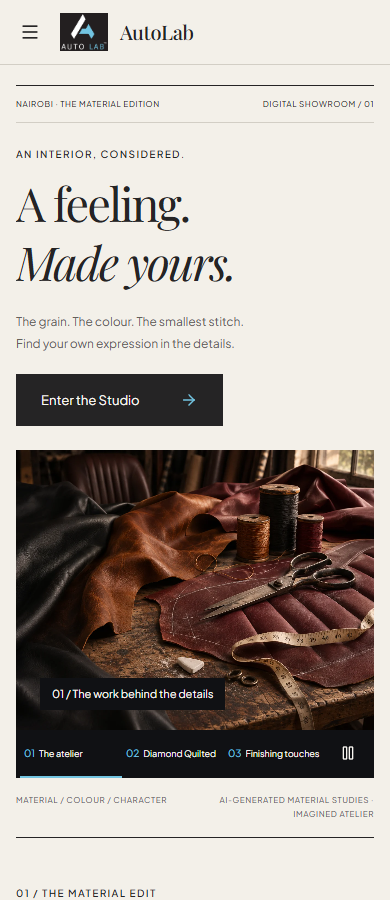 AUTO LAB
AutoLab
NAIROBI · THE MATERIAL EDITION
DIGITAL SHOWROOM / 01
AN INTERIOR, CONSIDERED.
A feeling.
Made yours.
The grain. The colour. The smallest stitch.
Find your own expression in the details.
Enter the Studio
01 / The work behind the details
01 The atelier
02 Diamond Quilted
03 Finishing touches
MATERIAL / COLOUR / CHARACTER
AI-GENERATED MATERIAL STUDIES ·
IMAGINED ATELIER
01 / THE MATERIAL EDIT